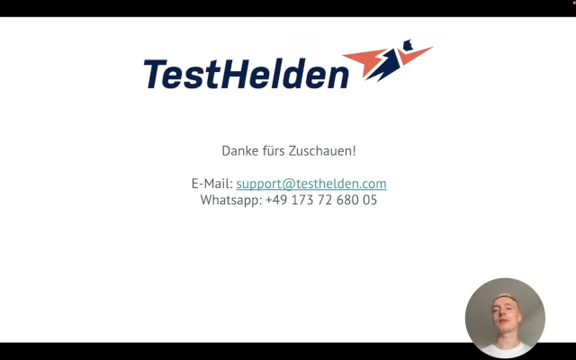 TestHelden
Danke fürs Zuschauen!
E-Mail: support@testhelden.com
Whatsapp: +49 173 72 680 05